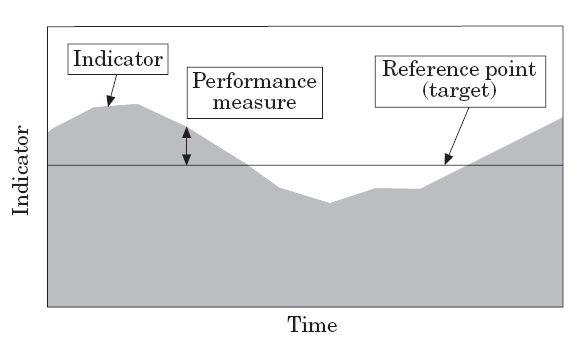 Indicator
Performance
measure
Reference point
(target)
Indicator
Time